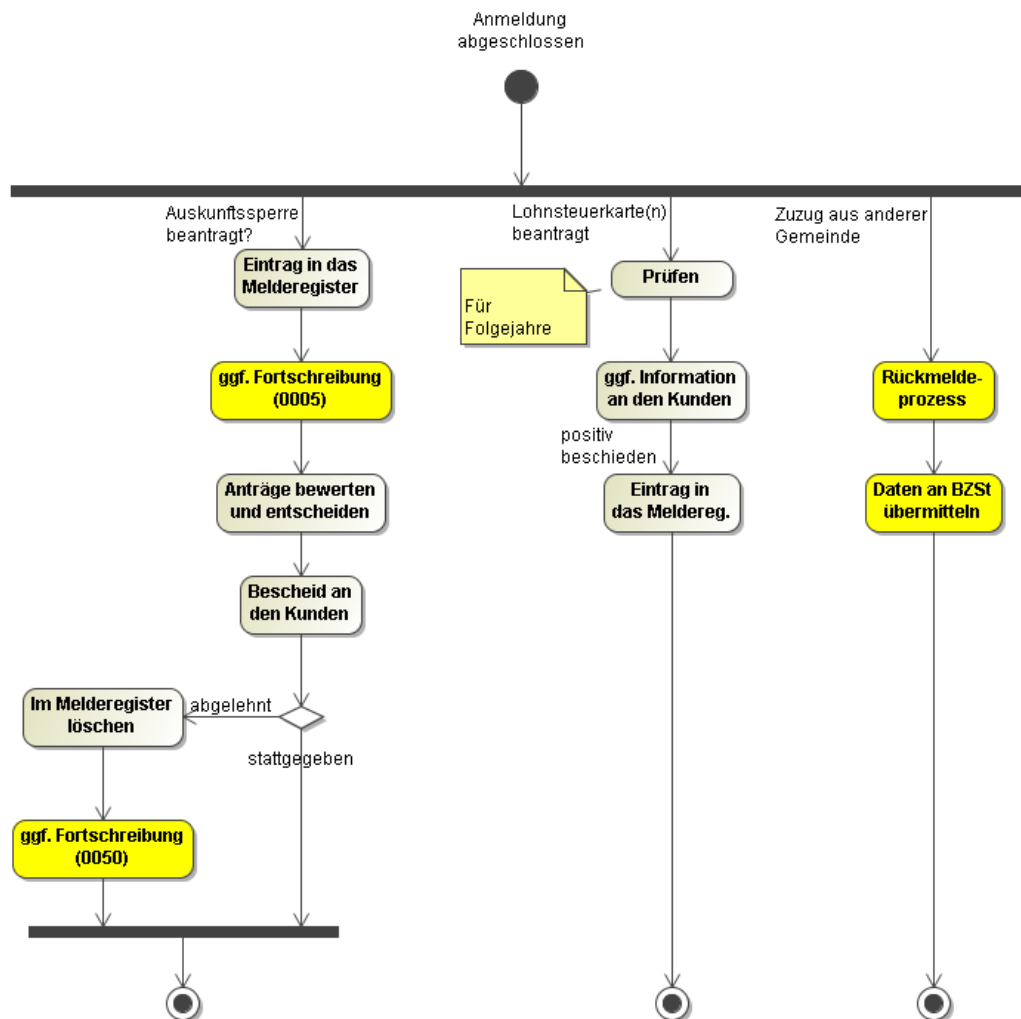 Anmeldung
abgeschlossen
Auskunftssperre
beantragt?
Eintrag in das
Melderegister
ggf. Fortschreibung
(0005)
Anträge bewerten
und entscheiden
Bescheid an
den Kunden
abgelehnt
Im Melderegister
löschen
stattgegeben
ggf. Fortschreibung
(0050)
Lohnsteuerkarte(n)
beantragt
Prüfen
Für
Folgejahre
ggf. Information
an den Kunden
positiv
beschieden
Eintrag in
das Meldereg.
Zuzug aus anderer
Gemeinde
Rückmelde-
prozess
Daten an BZSt
übermitteln